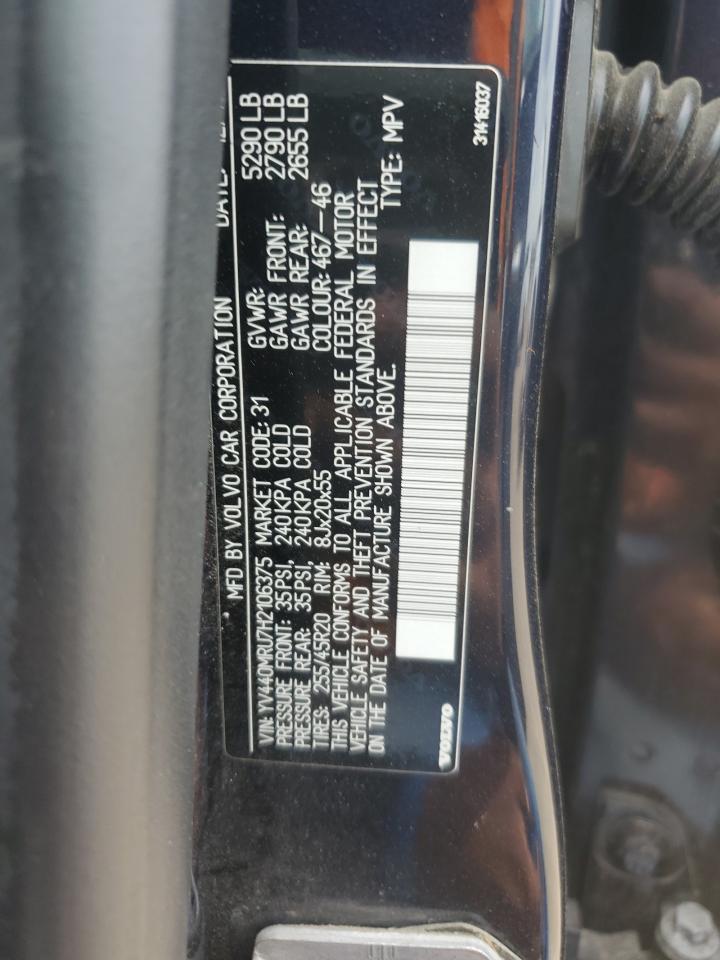 MFD BY VOLVO CAR CORPORATION DATE
VIN: YV440MRU7H2106375 MARKET CODE: 31 GVWR: 5290 LB
PRESSURE FRONT: 35PSI, 240KPA COLD GAWR FRONT: 2790 LB
PRESSURE REAR: 35PSI, 240KPA COLD GAWR REAR: 2655 LB
TIRES: 255/45R20 RIM: 8Jx20x55 COLOUR: 467-46
THIS VEHICLE CONFORMS TO ALL APPLICABLE FEDERAL MOTOR
VEHICLE SAFETY AND THEFT PREVENTION STANDARDS IN EFFECT
ON THE DATE OF MANUFACTURE SHOWN ABOVE. TYPE: MPV
VOLVO 31416037